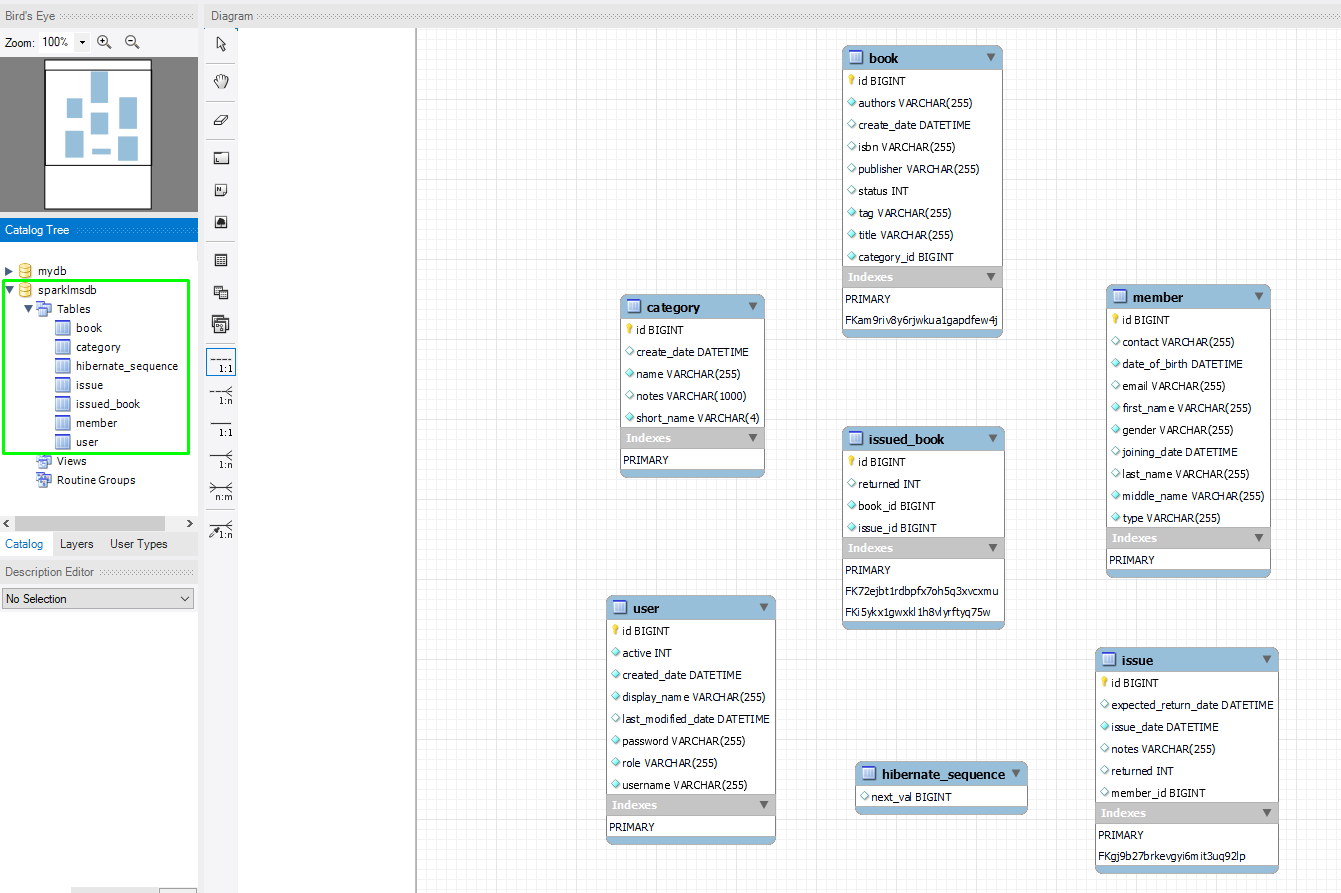 Bird's Eye
Zoom: 100%
Catalog Tree
mydb
sparklmsdb
Tables
book
category
hibernate_sequence
issue
issued_book
member
user
Views
Routine Groups
Catalog Layers User Types
Description Editor
No Selection
Diagram
1:1
1:n
1:1
1:n
n:m
1:n
book
id BIGINT
authors VARCHAR(255)
create_date DATETIME
isbn VARCHAR(255)
publisher VARCHAR(255)
status INT
tag VARCHAR(255)
title VARCHAR(255)
category_id BIGINT
Indexes
PRIMARY
FKam9riv8y6rjwkua1gapdfew4j
category
id BIGINT
create_date DATETIME
name VARCHAR(255)
notes VARCHAR(1000)
short_name VARCHAR(4)
Indexes
PRIMARY
member
id BIGINT
contact VARCHAR(255)
date_of_birth DATETIME
email VARCHAR(255)
first_name VARCHAR(255)
gender VARCHAR(255)
joining_date DATETIME
last_name VARCHAR(255)
middle_name VARCHAR(255)
type VARCHAR(255)
Indexes
PRIMARY
issued_book
id BIGINT
returned INT
book_id BIGINT
issue_id BIGINT
Indexes
PRIMARY
FK72ejbt1rdbpfx7oh5q3xvcxmu
FKi5ykx1gwxkl1h8vlyrftyq75w
user
id BIGINT
active INT
created_date DATETIME
display_name VARCHAR(255)
last_modified_date DATETIME
password VARCHAR(255)
role VARCHAR(255)
username VARCHAR(255)
Indexes
PRIMARY
hibernate_sequence
next_val BIGINT
issue
id BIGINT
expected_return_date DATETIME
issue_date DATETIME
notes VARCHAR(255)
returned INT
member_id BIGINT
Indexes
PRIMARY
FKgj9b27brkevgyi6mit3uq92lp